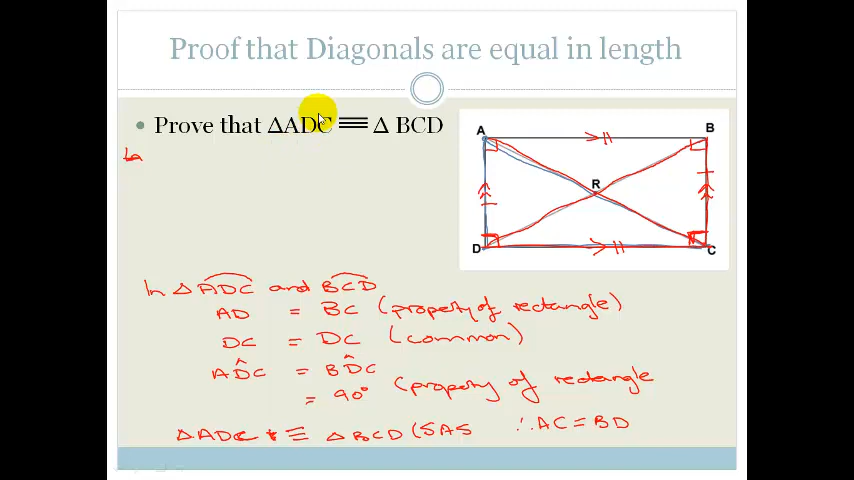 Proof that Diagonals are equal in length
• Prove that ΔADC ≡ Δ BCD
A
B
R
D
C
In Δ ADC and BCD
AD = BC (property of rectangle)
DC = DC (common)
AD̂C = BD̂C
= 90° (property of rectangle
ΔADC ≡ ΔBCD (SAS ∴ AC = BD